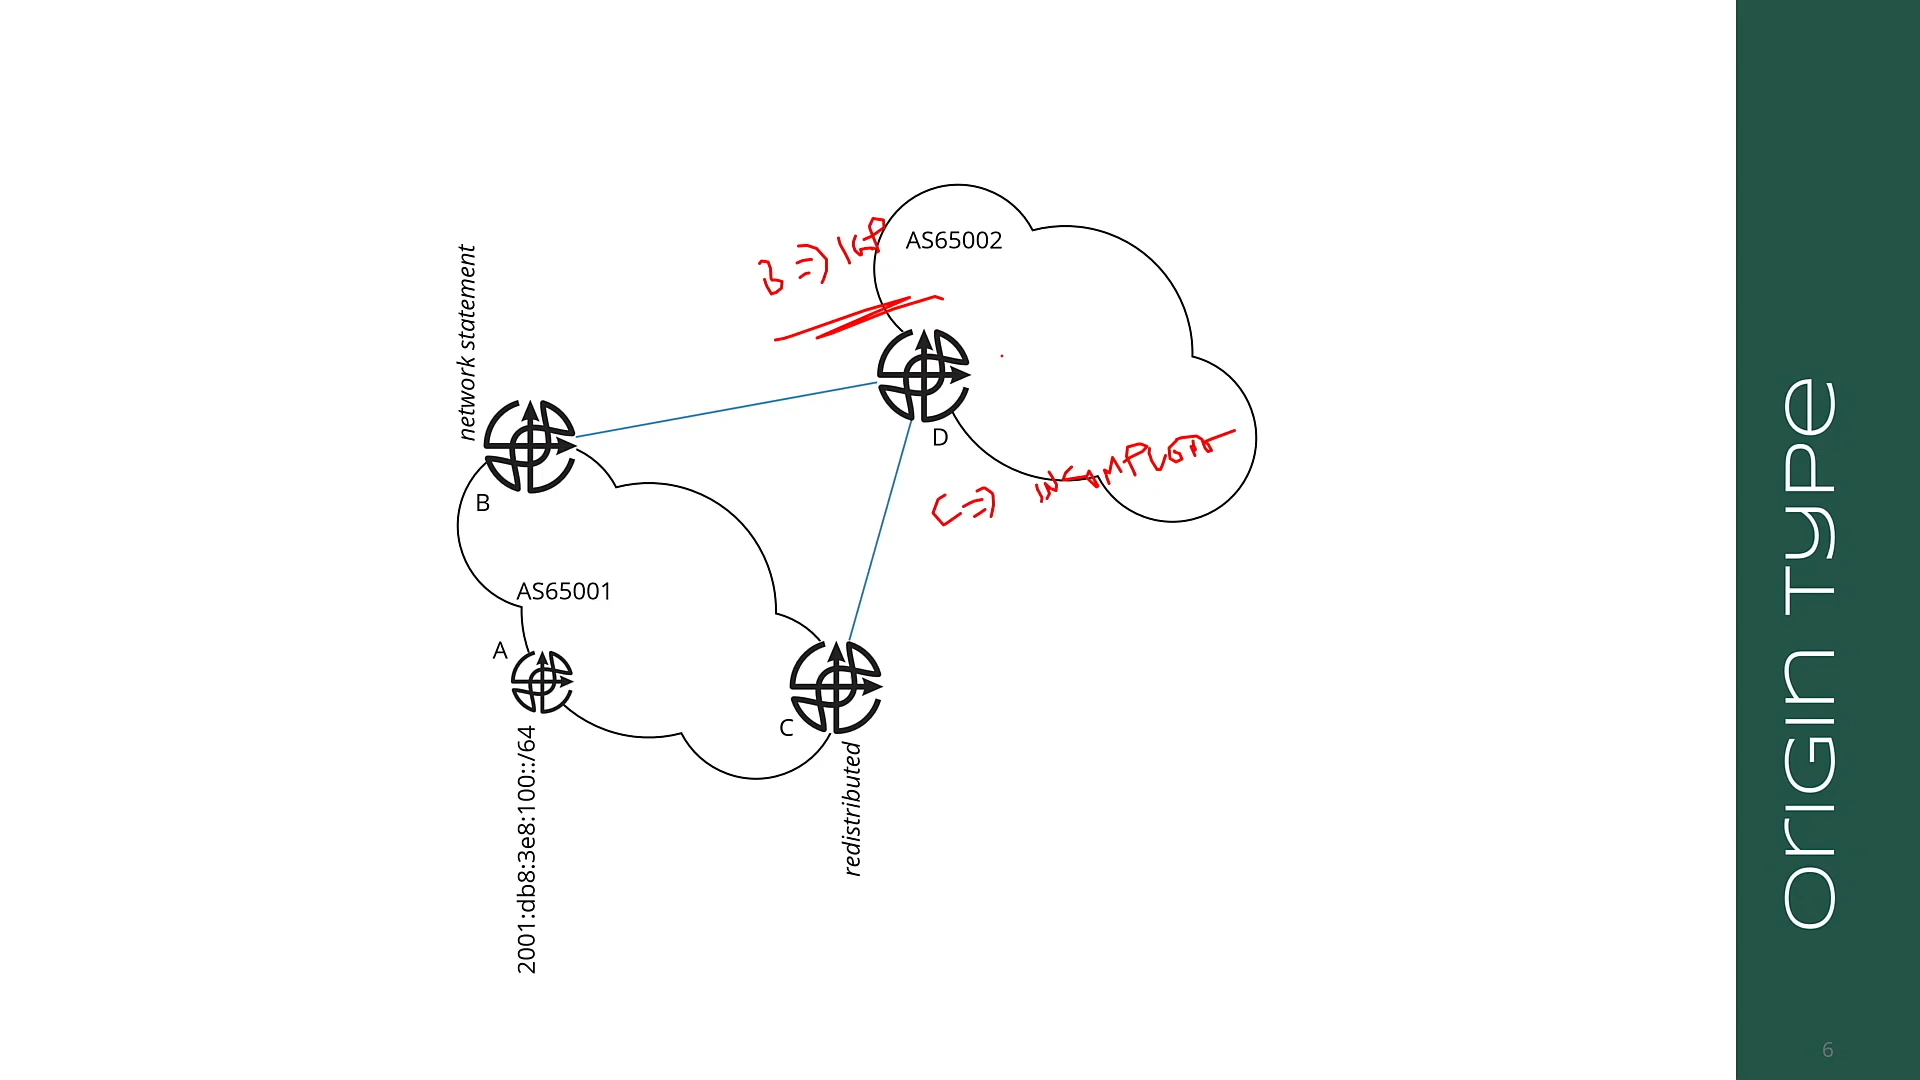 AS65002
B => IGP
network statement
D
B
C => INCOMPLETE
AS65001
A
C
2001:db8:3e8:100::/64
redistributed
ORIGIN TYPE
6